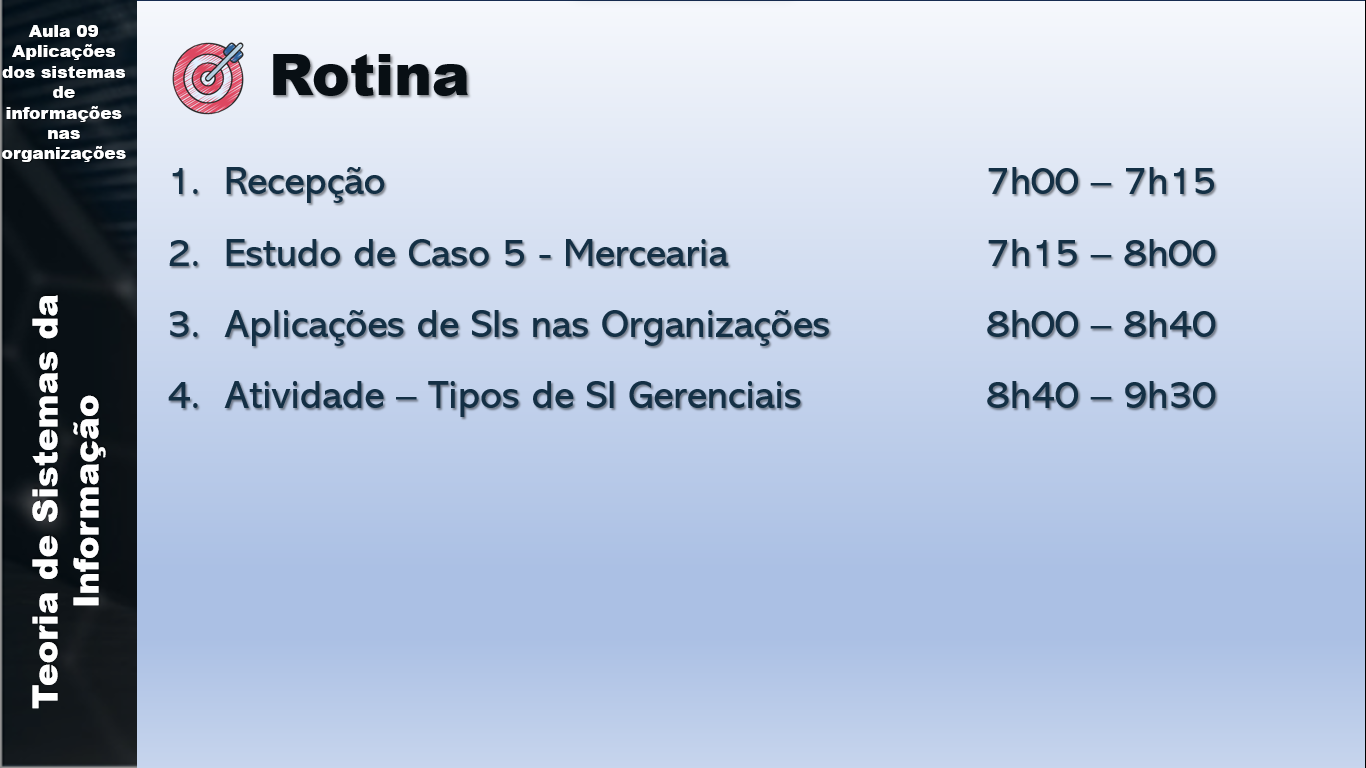 Aula 09
Aplicações
dos sistemas
de
informações
nas
organizações
Teoria de Sistemas da
Informação
Rotina
1. Recepção 7h00 – 7h15
2. Estudo de Caso 5 - Mercearia 7h15 – 8h00
3. Aplicações de SIs nas Organizações 8h00 – 8h40
4. Atividade – Tipos de SI Gerenciais 8h40 – 9h30